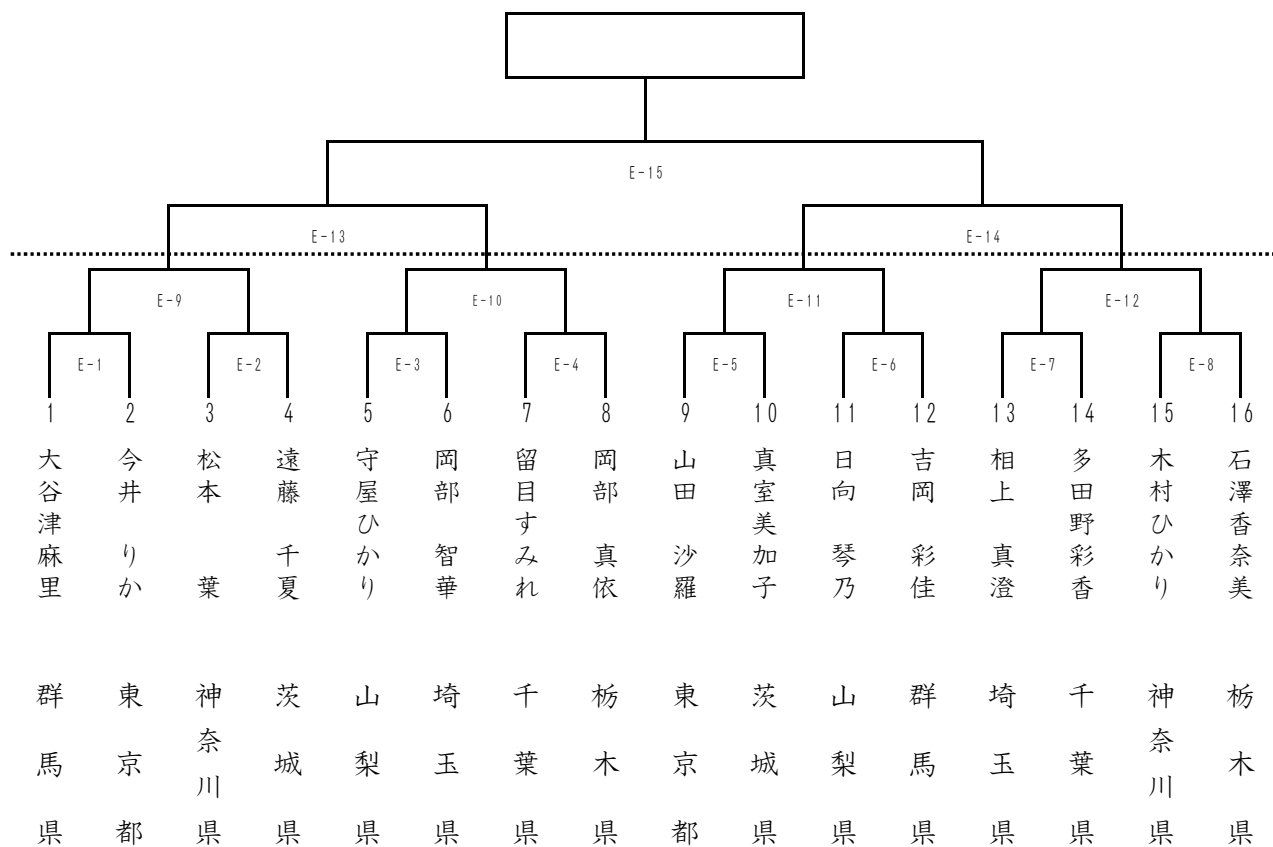 E-15
E-13
E-14
E-9
E-10
E-11
E-12
E-1
E-2
E-3
E-4
E-5
E-6
E-7
E-8
1
2
3
4
5
6
7
8
9
10
11
12
13
14
15
16
大谷津麻里
今井 りか
松本 葉
遠藤 千夏
守屋ひかり
岡部 智華
留目すみれ
岡部 真依
山田 沙羅
真室美加子
日向 琴乃
吉岡 彩佳
相上 真澄
多田野彩香
木村ひかり
石澤香奈美
群馬県
東京都
神奈川県
茨城県
山梨県
埼玉県
千葉県
栃木県
東京都
茨城県
山梨県
群馬県
埼玉県
千葉県
神奈川県
栃木県